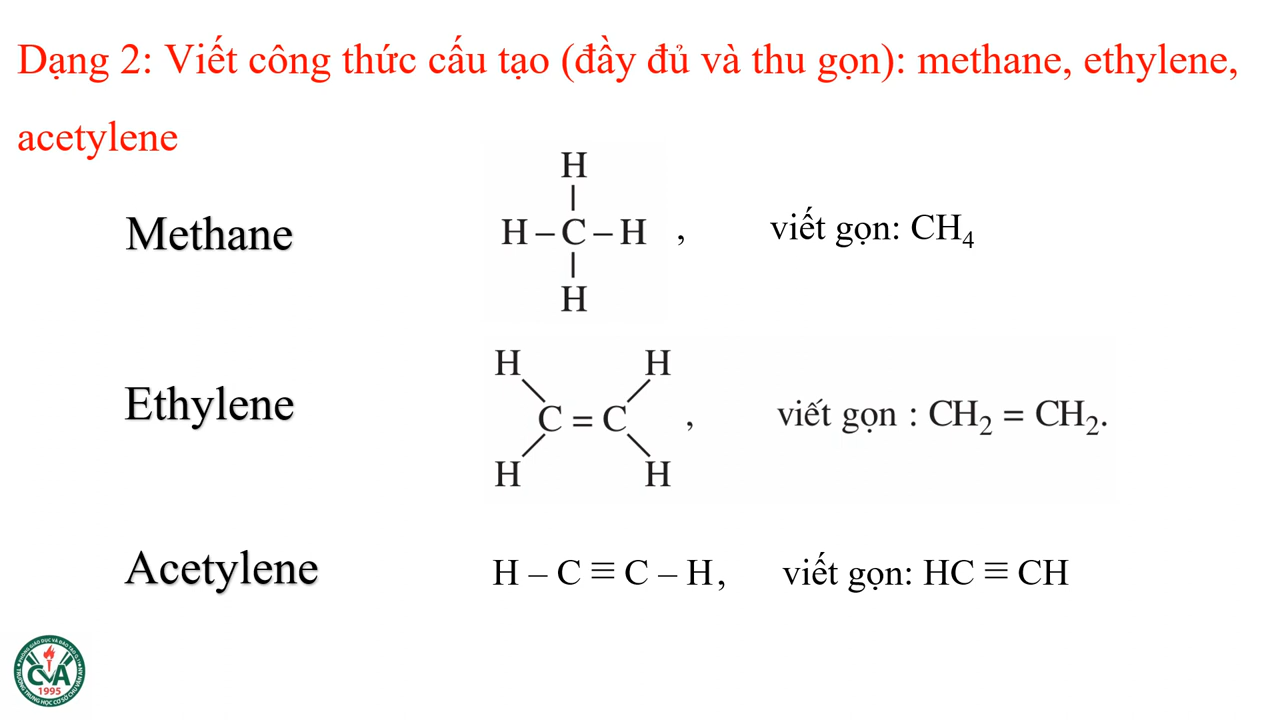 Dạng 2: Viết công thức cấu tạo (đầy đủ và thu gọn): methane, ethylene,
acetylene
H
|
Methane H – C – H , viết gọn: CH₄
|
H
H H
Ethylene C = C , viết gọn : CH₂ = CH₂.
H H
Acetylene H – C ≡ C – H, viết gọn: HC ≡ CH
CVA
1995